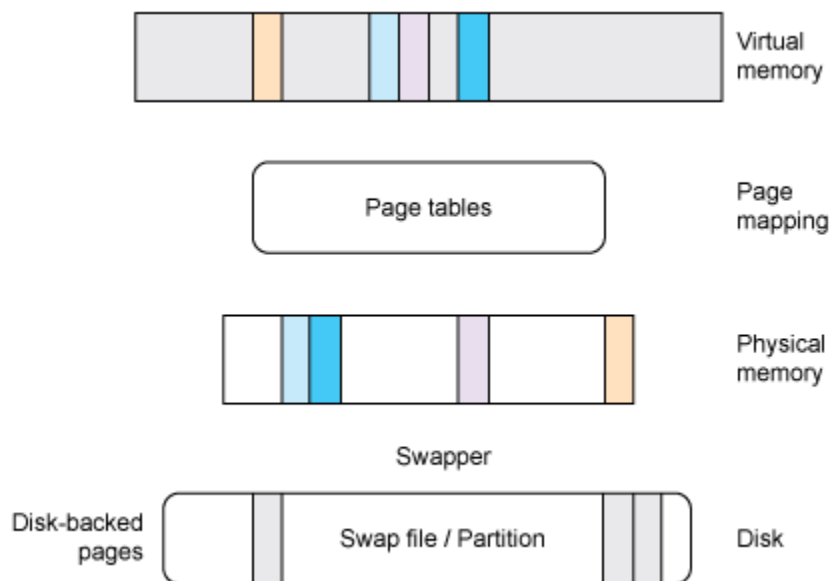 Virtual
memory
Page tables
Page
mapping
Physical
memory
Swapper
Disk-backed
pages
Swap file / Partition
Disk